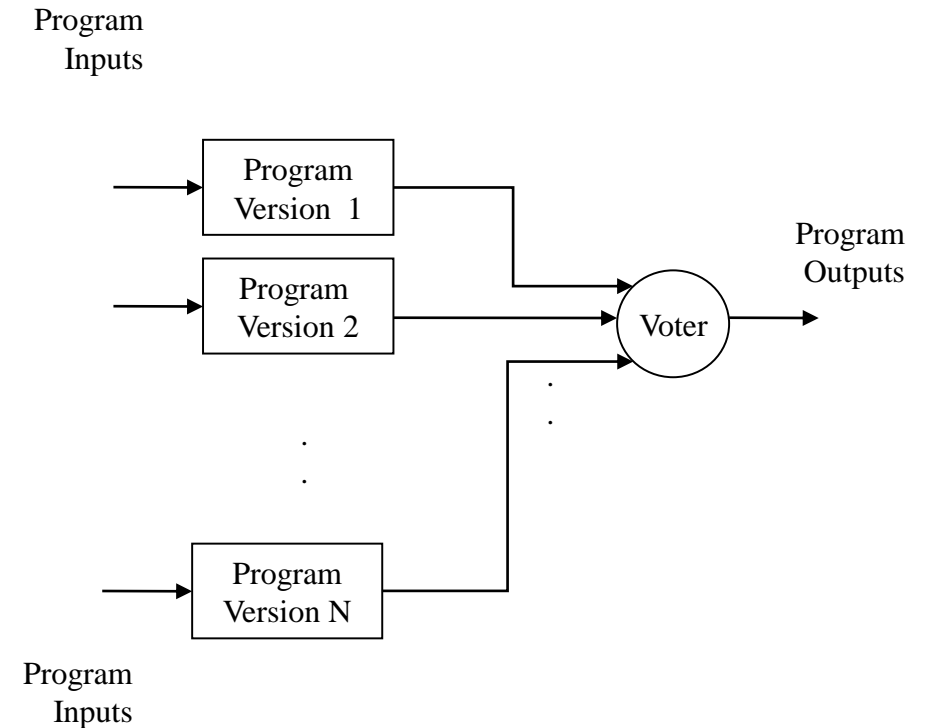 Program
Inputs
Program
Version 1
Program
Version 2
Program
Outputs
Voter
.
.
.
.
Program
Version N
Program
Inputs